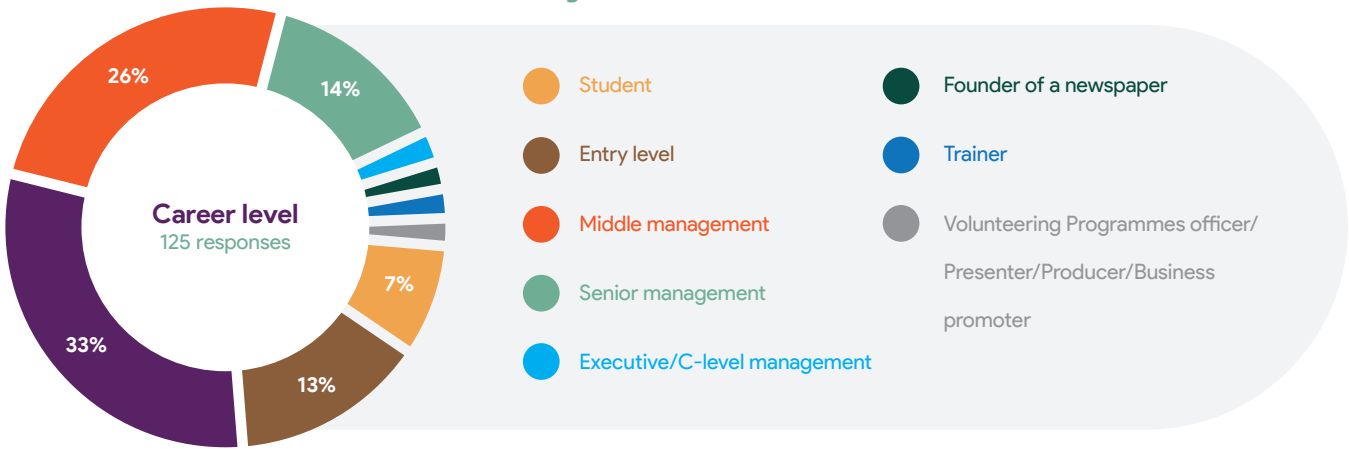 26%
14%
33%
13%
7%
Career level
125 responses
Student
Entry level
Middle management
Senior management
Executive/C-level management
Founder of a newspaper
Trainer
Volunteering Programmes officer/
Presenter/Producer/Business
promoter